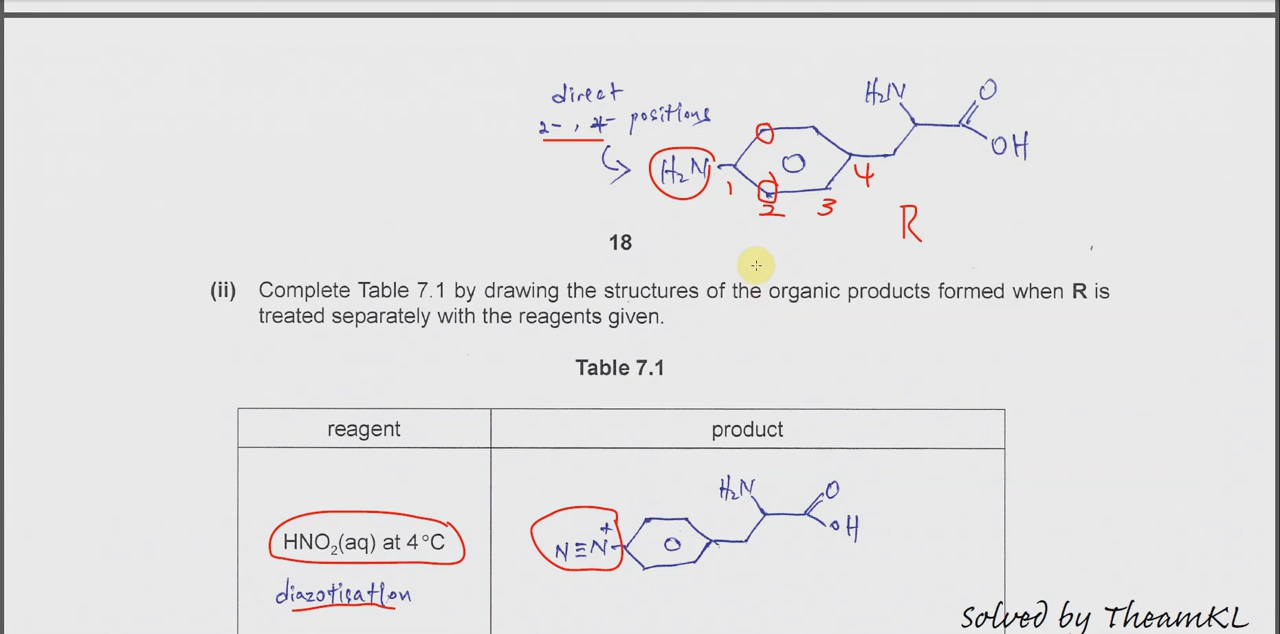 direct
2-, 4- positions
H₂N
O
OH
H₂N
1
2
3
4
R
18
(ii) Complete Table 7.1 by drawing the structures of the organic products formed when R is
treated separately with the reagents given.
Table 7.1
reagent
product
HNO₂(aq) at 4°C
diazotisation
H₂N
O
OH
N≡N⁺
Solved by TheamKL